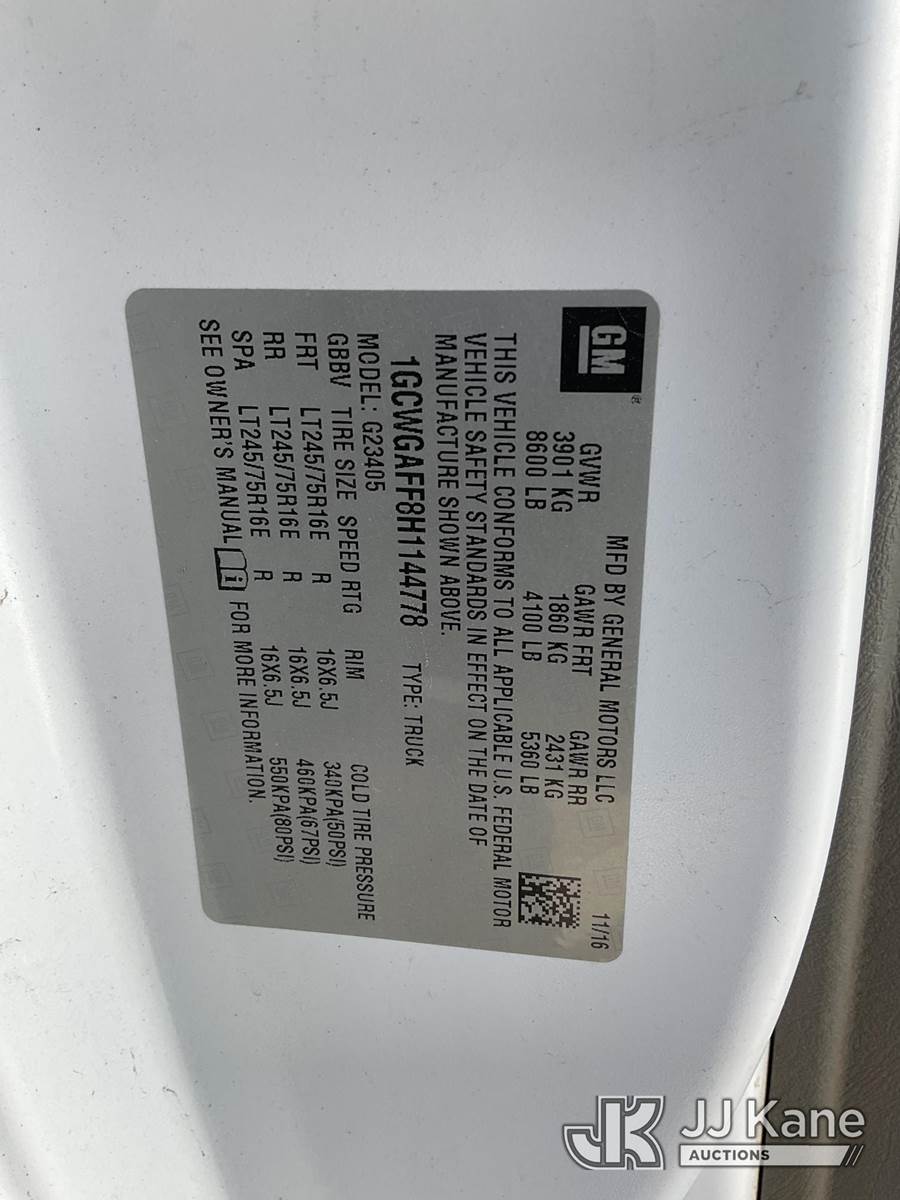 GM
MFD BY GENERAL MOTORS LLC 11/16
GVWR GAWR FRT GAWR RR
3901 KG 1860 KG 2431 KG
8600 LB 4100 LB 5360 LB
THIS VEHICLE CONFORMS TO ALL APPLICABLE U.S. FEDERAL MOTOR
VEHICLE SAFETY STANDARDS IN EFFECT ON THE DATE OF
MANUFACTURE SHOWN ABOVE.
1GCWGAFF8H1144778 TYPE: TRUCK
MODEL: G23405
GBBV TIRE SIZE SPEED RTG RIM COLD TIRE PRESSURE
FRT LT245/75R16E R 16X6.5J 340KPA(50PSI)
RR LT245/75R16E R 16X6.5J 460KPA(67PSI)
SPA LT245/75R16E R 16X6.5J 550KPA(80PSI)
SEE OWNER'S MANUAL FOR MORE INFORMATION.
JK JJ Kane
AUCTIONS